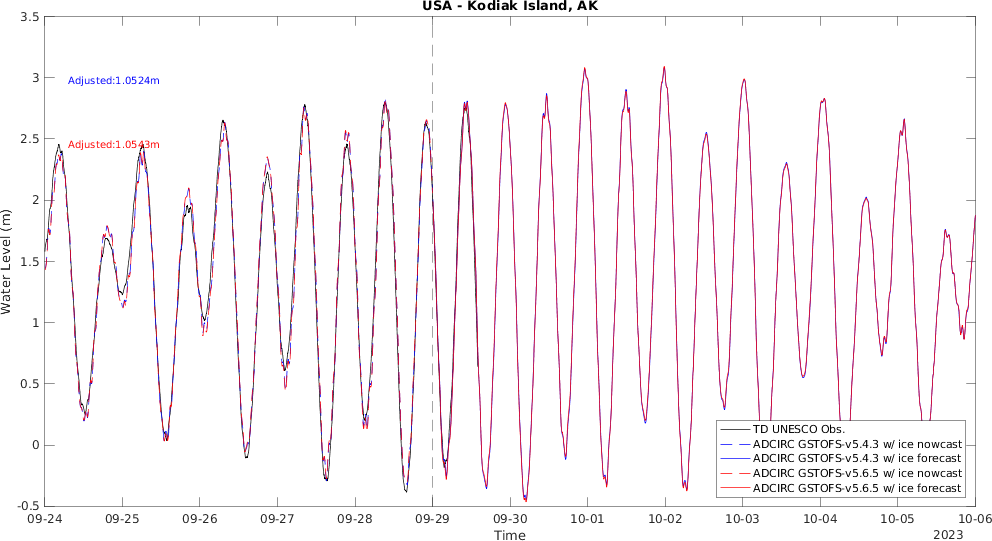 USA - Kodiak Island, AK
3.5
3
2.5
2
1.5
1
0.5
0
-0.5
Water Level (m)
Adjusted:1.0524m
Adjusted:1.0543m
TD UNESCO Obs.
ADCIRC GSTOFS-v5.4.3 w/ ice nowcast
ADCIRC GSTOFS-v5.4.3 w/ ice forecast
ADCIRC GSTOFS-v5.6.5 w/ ice nowcast
ADCIRC GSTOFS-v5.6.5 w/ ice forecast
09-24 09-25 09-26 09-27 09-28 09-29 09-30 10-01 10-02 10-03 10-04 10-05 10-06
Time
2023